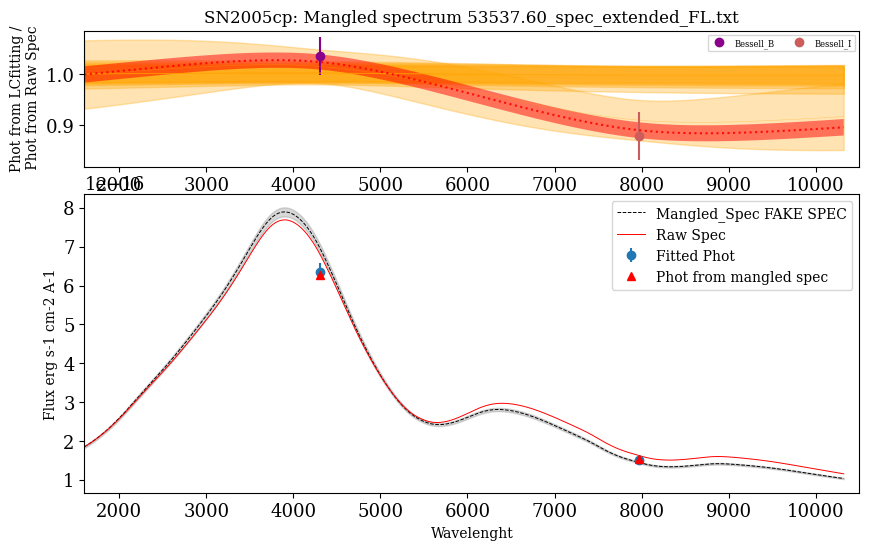 SN2005cp: Mangled spectrum 53537.60_spec_extended_FL.txt
Phot from LCfitting /
Phot from Raw Spec
1.0
0.9
Bessell_B
Bessell_I
2000 3000 4000 5000 6000 7000 8000 9000 10000
1e−16
Flux erg s-1 cm-2 A-1
8
7
6
5
4
3
2
1
Mangled_Spec FAKE SPEC
Raw Spec
Fitted Phot
Phot from mangled spec
2000 3000 4000 5000 6000 7000 8000 9000 10000
Wavelenght